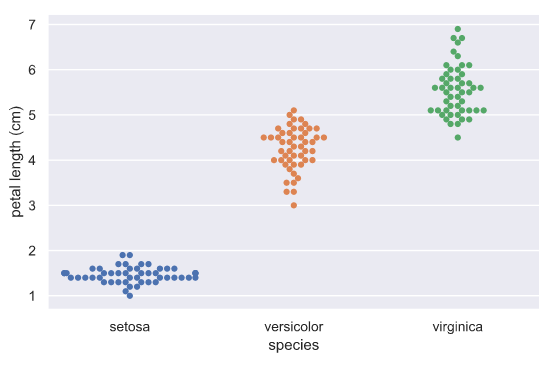 7
6
5
4
3
2
1
petal length (cm)
setosa
versicolor
virginica
species